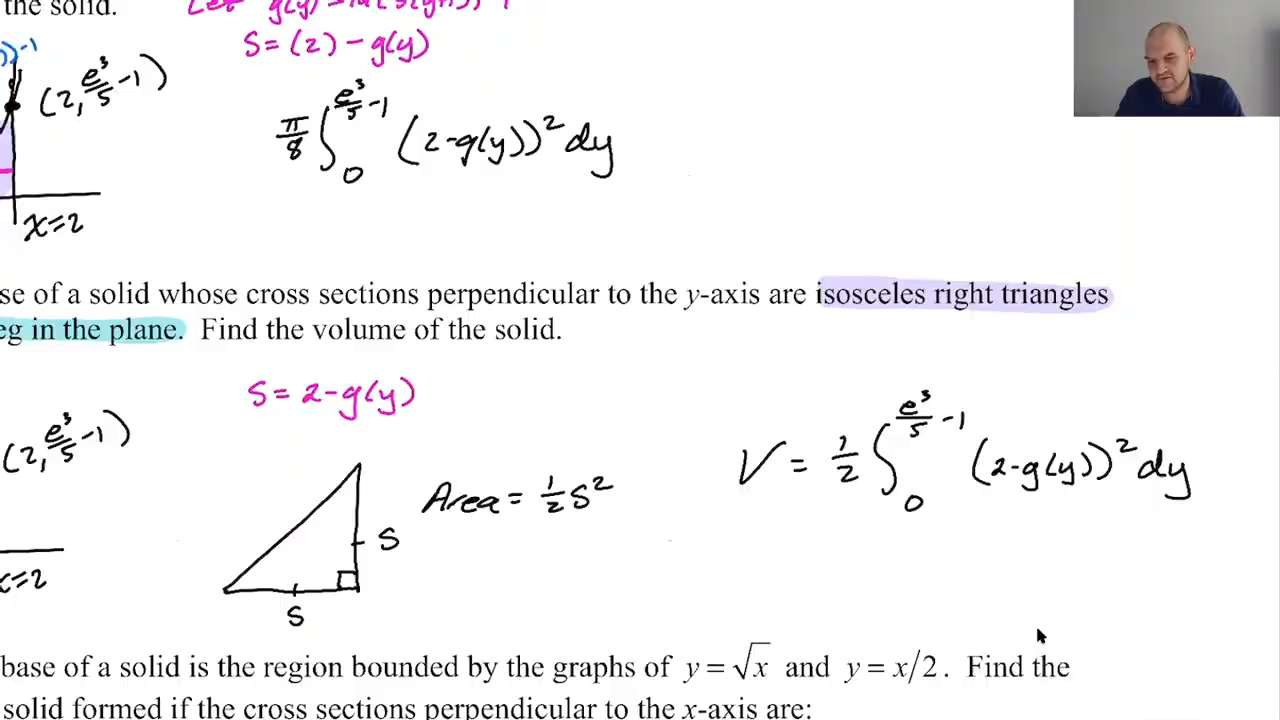 the solid.
S = (2) - g(y)
)-1
(2, e³/5 - 1)
π/8 ∫₀^(e³/5 - 1) (2 - g(y))² dy
x = 2
se of a solid whose cross sections perpendicular to the y-axis are isosceles right triangles
eg in the plane. Find the volume of the solid.
S = 2 - g(y)
(2, e³/5 - 1)
V = 1/2 ∫₀^(e³/5 - 1) (2 - g(y))² dy
Area = 1/2 S²
S
x = 2
S
base of a solid is the region bounded by the graphs of y = √x and y = x/2. Find the
solid formed if the cross sections perpendicular to the x-axis are: